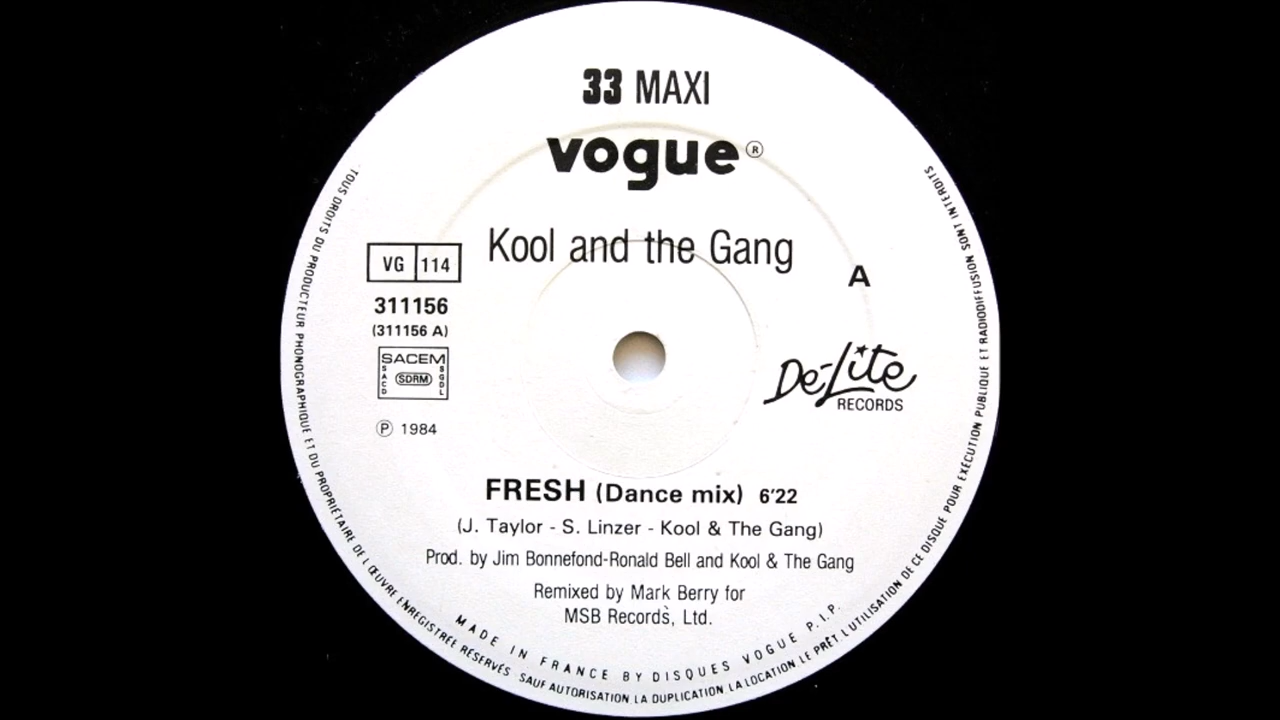 33 MAXI
vogue®
Kool and the Gang
VG 114
A
311156
(311156 A)
SACEM
SACD
SDRM
SGDL
De-Lite
RECORDS
℗ 1984
FRESH (Dance mix) 6'22
(J. Taylor - S. Linzer - Kool & The Gang)
Prod. by Jim Bonnefond-Ronald Bell and Kool & The Gang
Remixed by Mark Berry for
MSB Records, Ltd.
MADE IN FRANCE BY DISQUES VOGUE P.I.P.
TOUS DROITS DU PRODUCTEUR PHONOGRAPHIQUE ET DU PROPRIÉTAIRE DE L'ŒUVRE ENREGISTRÉE RÉSERVÉS SAUF AUTORISATION LA DUPLICATION LA LOCATION LE PRÊT L'UTILISATION DE CE DISQUE POUR EXÉCUTION PUBLIQUE ET RADIODIFFUSION SONT INTERDITS